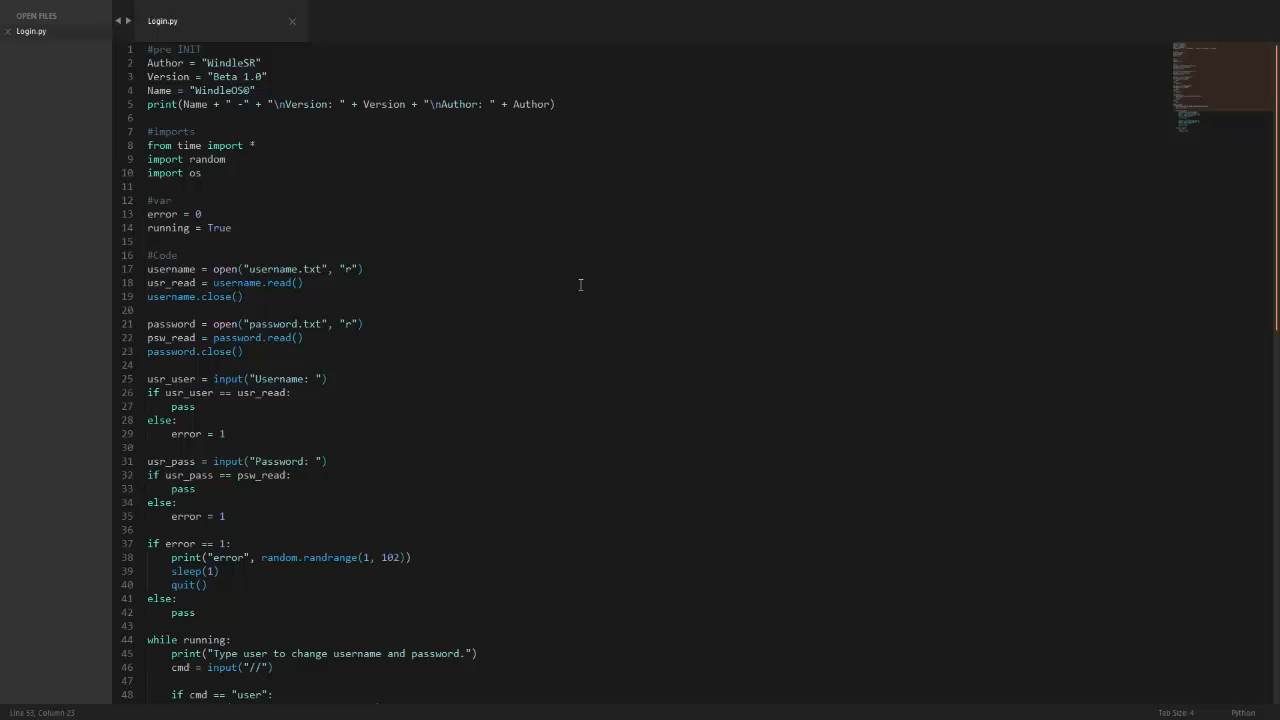 OPEN FILES
Login.py
Login.py
1 #pre INIT
2 Author = "WindleSR"
3 Version = "Beta 1.0"
4 Name = "WindleOS®"
5 print(Name + " -" + "\nVersion: " + Version + "\nAuthor: " + Author)
6
7 #imports
8 from time import *
9 import random
10 import os
11
12 #var
13 error = 0
14 running = True
15
16 #Code
17 username = open("username.txt", "r")
18 usr_read = username.read()
19 username.close()
20
21 password = open("password.txt", "r")
22 psw_read = password.read()
23 password.close()
24
25 usr_user = input("Username: ")
26 if usr_user == usr_read:
27 pass
28 else:
29 error = 1
30
31 usr_pass = input("Password: ")
32 if usr_pass == psw_read:
33 pass
34 else:
35 error = 1
36
37 if error == 1:
38 print("error", random.randrange(1, 102))
39 sleep(1)
40 quit()
41 else:
42 pass
43
44 while running:
45 print("Type user to change username and password.")
46 cmd = input("//")
47
48 if cmd == "user":
Line 53, Column 23
Tab Size: 4
Python